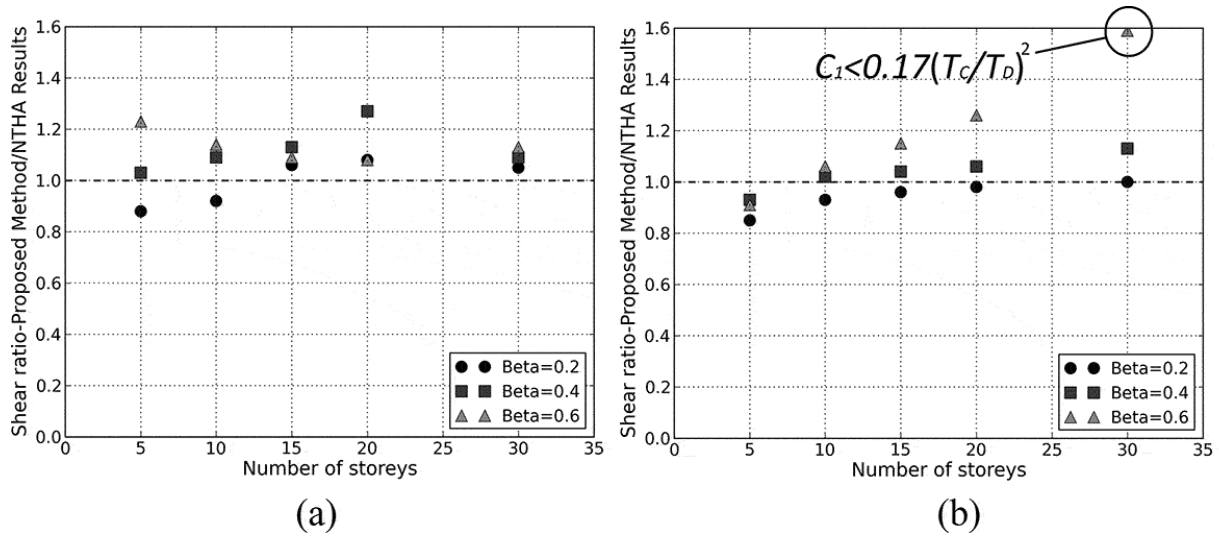 Shear ratio-Proposed Method/NTHA Results
1.6
1.4
1.2
1.0
0.8
0.6
0.4
0.2
0.0
0 5 10 15 20 25 30 35
Number of storeys
Beta=0.2
Beta=0.4
Beta=0.6
(a)
Shear ratio-Proposed Method/NTHA Results
1.6
1.4
1.2
1.0
0.8
0.6
0.4
0.2
0.0
0 5 10 15 20 25 30 35
Number of storeys
C₁<0.17(T_C/T_D)²
Beta=0.2
Beta=0.4
Beta=0.6
(b)